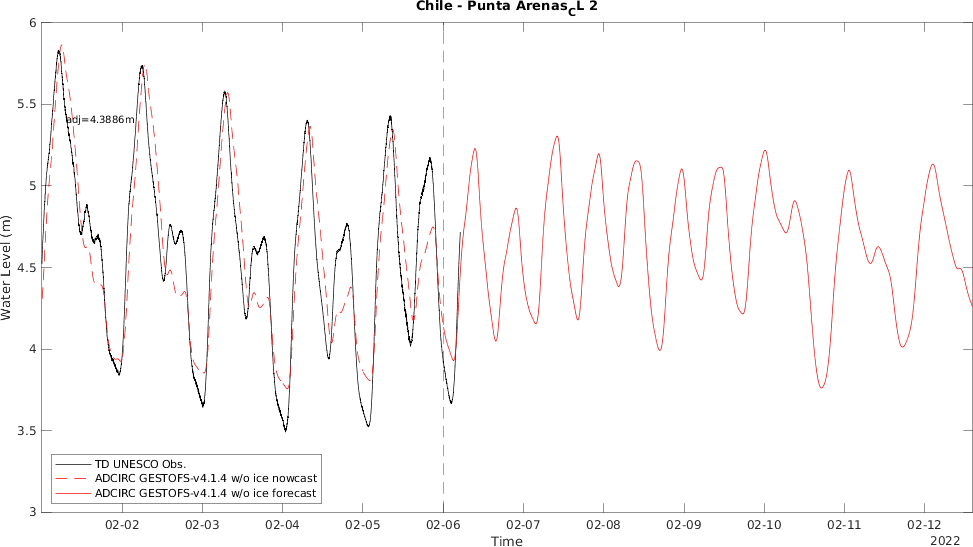 Chile - Punta Arenas_CL 2
6
5.5
5
4.5
4
3.5
3
Water Level (m)
adj=4.3886m
TD UNESCO Obs.
ADCIRC GESTOFS-v4.1.4 w/o ice nowcast
ADCIRC GESTOFS-v4.1.4 w/o ice forecast
02-02 02-03 02-04 02-05 02-06 02-07 02-08 02-09 02-10 02-11 02-12
Time
2022